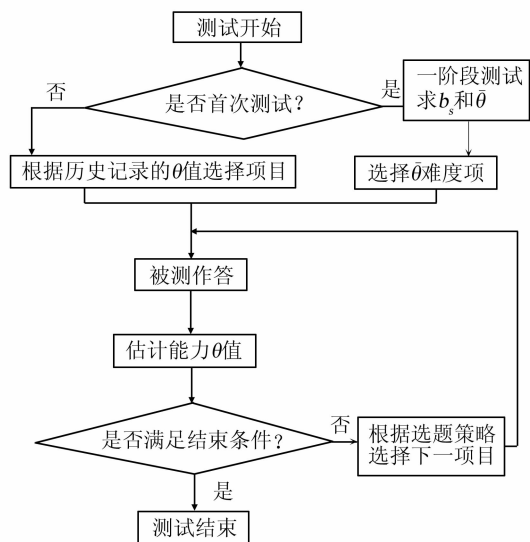 测试开始
是否首次测试?
否
是
一阶段测试
求bₛ和θ̄
根据历史记录的θ值选择项目
选择θ̄难度项
被测作答
估计能力θ值
是否满足结束条件?
否
根据选题策略
选择下一项目
是
测试结束